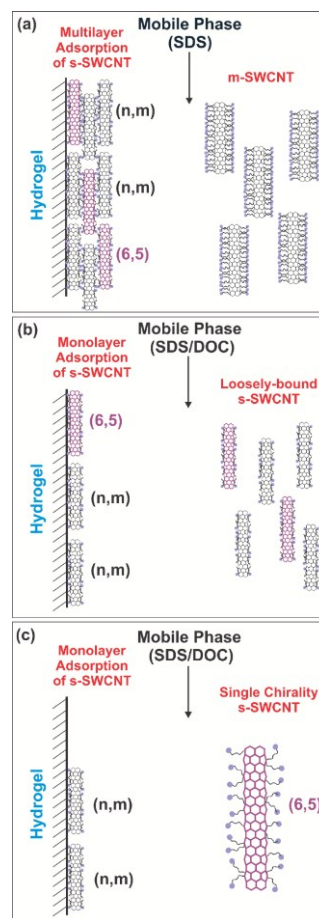 (a)
Mobile Phase
(SDS)
Multilayer
Adsorption
of s-SWCNT
m-SWCNT
(n,m)
(n,m)
(6,5)
Hydrogel
(b)
Mobile Phase
(SDS/DOC)
Monolayer
Adsorption
of s-SWCNT
Loosely-bound
s-SWCNT
(6,5)
(n,m)
(n,m)
Hydrogel
(c)
Mobile Phase
(SDS/DOC)
Monolayer
Adsorption
of s-SWCNT
Single Chirality
s-SWCNT
(n,m)
(6,5)
(n,m)
Hydrogel